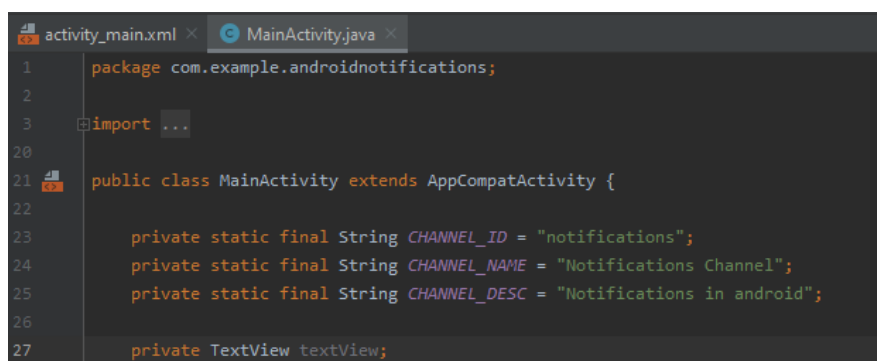 activity_main.xml × MainActivity.java ×
1 package com.example.androidnotifications;
2
3 import ...
20
21 public class MainActivity extends AppCompatActivity {
22
23 private static final String CHANNEL_ID = "notifications";
24 private static final String CHANNEL_NAME = "Notifications Channel";
25 private static final String CHANNEL_DESC = "Notifications in android";
26
27 private TextView textView;